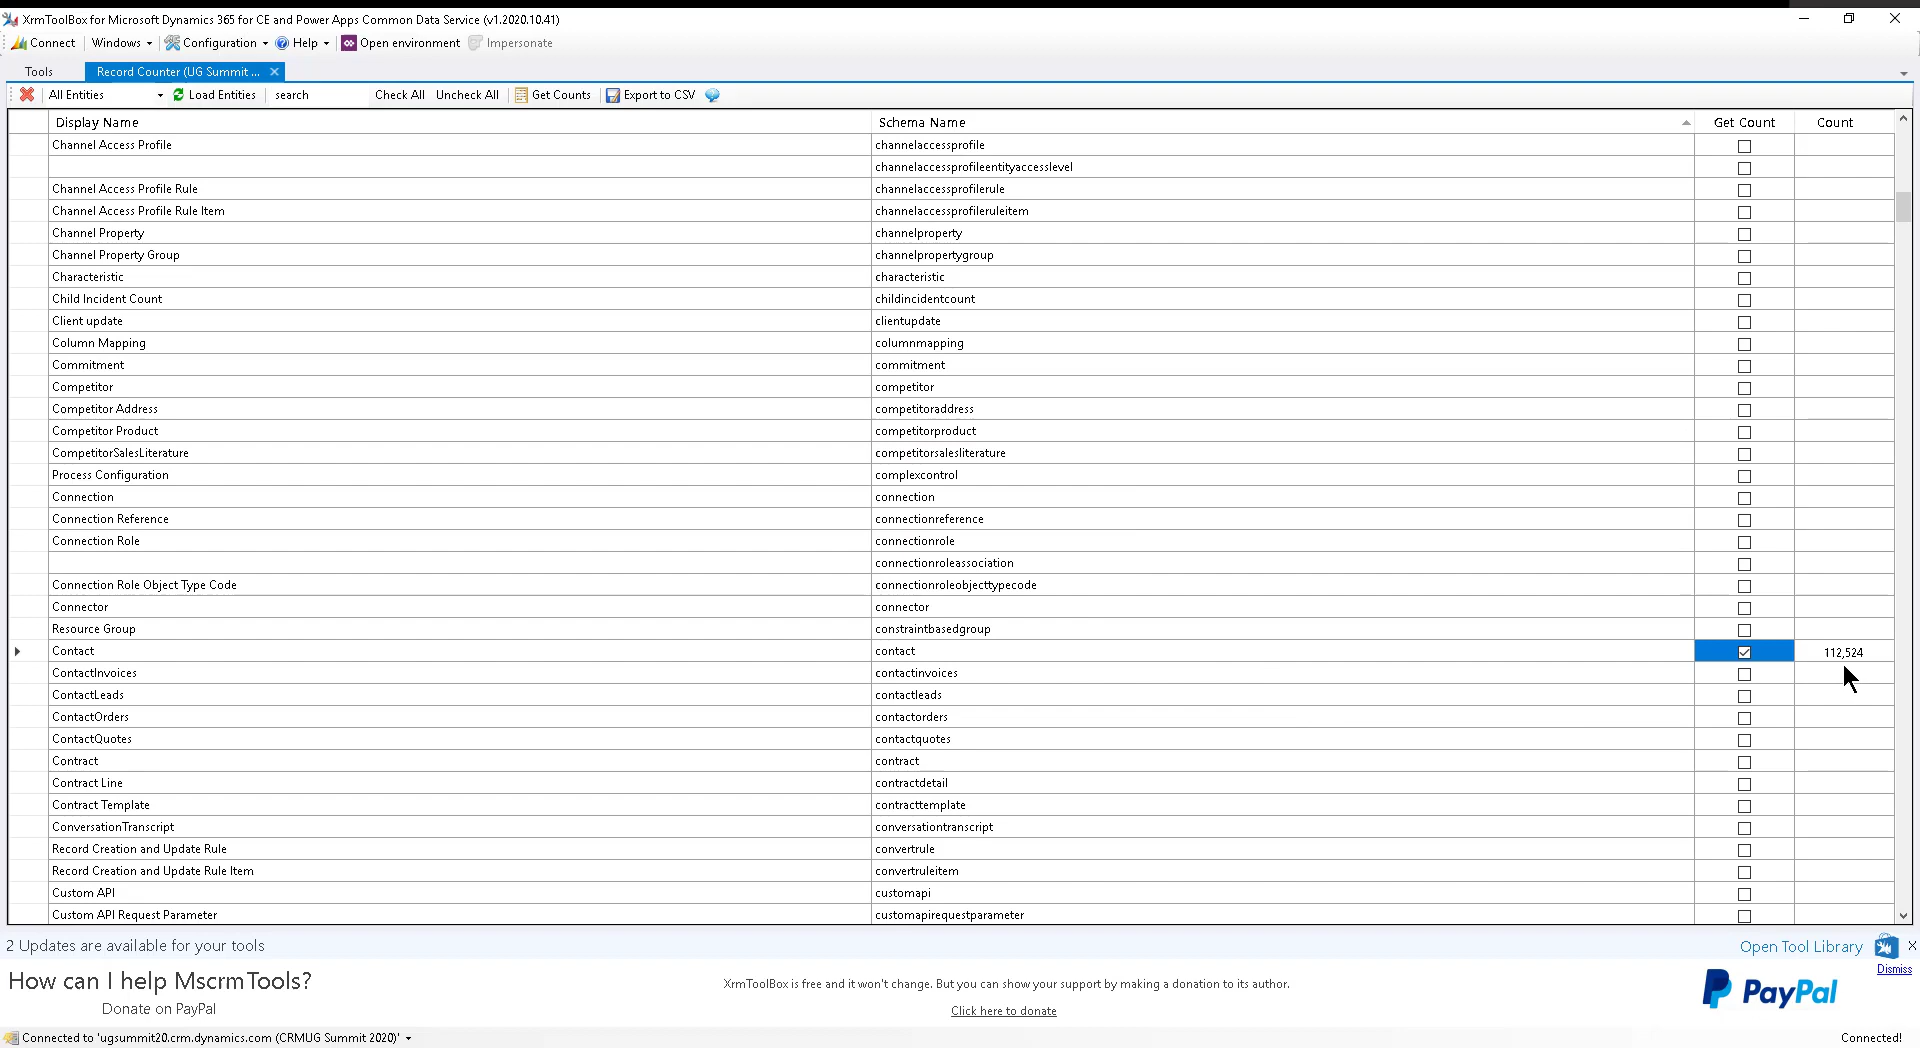 XrmToolBox for Microsoft Dynamics 365 for CE and Power Apps Common Data Service (v1.2020.10.41)
Connect Windows Configuration Help Open environment Impersonate
Tools Record Counter (UG Summit ...
All Entities Load Entities search Check All Uncheck All Get Counts Export to CSV
Display Name Schema Name Get Count Count
Channel Access Profile channelaccessprofile
channelaccessprofileentityaccesslevel
Channel Access Profile Rule channelaccessprofilerule
Channel Access Profile Rule Item channelaccessprofileruleitem
Channel Property channelproperty
Channel Property Group channelpropertygroup
Characteristic characteristic
Child Incident Count childincidentcount
Client update clientupdate
Column Mapping columnmapping
Commitment commitment
Competitor competitor
Competitor Address competitoraddress
Competitor Product competitorproduct
CompetitorSalesLiterature competitorsalesliterature
Process Configuration complexcontrol
Connection connection
Connection Reference connectionreference
Connection Role connectionrole
connectionroleassociation
Connection Role Object Type Code connectionroleobjecttypecode
Connector connector
Resource Group constraintbasedgroup
Contact contact 112,524
ContactInvoices contactinvoices
ContactLeads contactleads
ContactOrders contactorders
ContactQuotes contactquotes
Contract contract
Contract Line contractdetail
Contract Template contracttemplate
ConversationTranscript conversationtranscript
Record Creation and Update Rule convertrule
Record Creation and Update Rule Item convertruleitem
Custom API customapi
Custom API Request Parameter customapirequestparameter
2 Updates are available for your tools Open Tool Library X
Dismiss
How can I help MscrmTools? XrmToolBox is free and it won't change. But you can show your support by making a donation to its author. PayPal
Donate on PayPal Click here to donate
Connected to 'ugsummit20.crm.dynamics.com (CRMUG Summit 2020)' Connected!